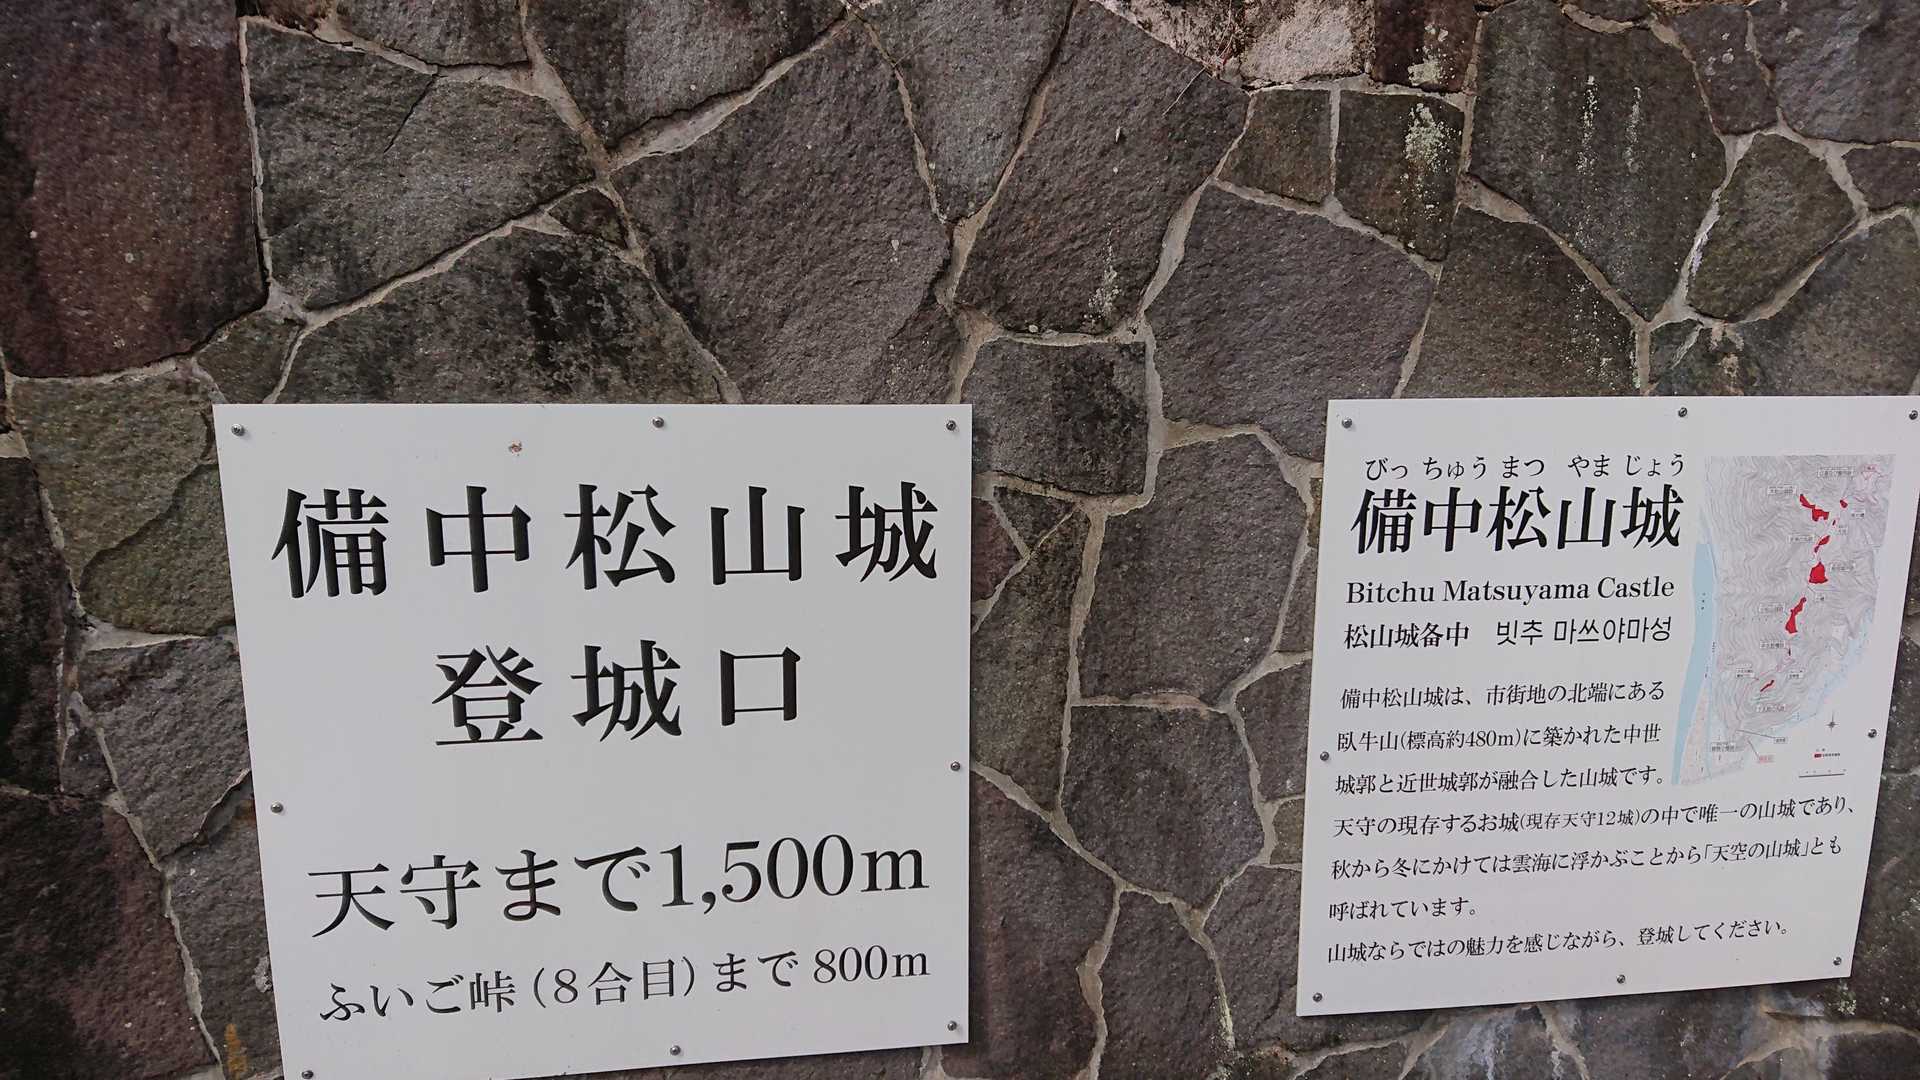 備中松山城
登城口
天守まで1,500m
ふいご峠（8合目）まで 800m
びっ ちゅう まつ やま じょう
備中松山城
Bitchu Matsuyama Castle
松山城备中 빗추 마쓰야마성
備中松山城は、市街地の北端にある
臥牛山(標高約480m)に築かれた中世
城郭と近世城郭が融合した山城です。
天守の現存するお城(現存天守12城)の中で唯一の山城であり、
秋から冬にかけては雲海に浮かぶことから｢天空の山城｣とも
呼ばれています。
山城ならではの魅力を感じながら、登城してください。